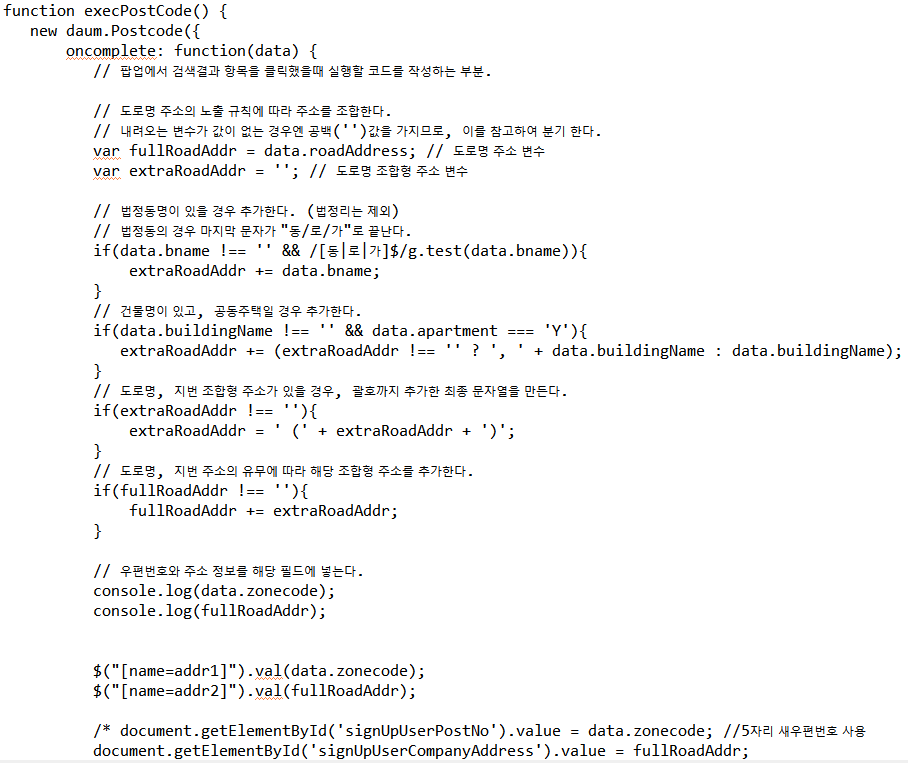 function execPostCode() {
new daum.Postcode({
oncomplete: function(data) {
// 팝업에서 검색결과 항목을 클릭했을때 실행할 코드를 작성하는 부분.
// 도로명 주소의 노출 규칙에 따라 주소를 조합한다.
// 내려오는 변수가 값이 없는 경우엔 공백('')값을 가지므로, 이를 참고하여 분기 한다.
var fullRoadAddr = data.roadAddress; // 도로명 주소 변수
var extraRoadAddr = ''; // 도로명 조합형 주소 변수
// 법정동명이 있을 경우 추가한다. (법정리는 제외)
// 법정동의 경우 마지막 문자가 "동/로/가"로 끝난다.
if(data.bname !== '' && /[동|로|가]$/g.test(data.bname)){
extraRoadAddr += data.bname;
}
// 건물명이 있고, 공동주택일 경우 추가한다.
if(data.buildingName !== '' && data.apartment === 'Y'){
extraRoadAddr += (extraRoadAddr !== '' ? ', ' + data.buildingName : data.buildingName);
}
// 도로명, 지번 조합형 주소가 있을 경우, 괄호까지 추가한 최종 문자열을 만든다.
if(extraRoadAddr !== ''){
extraRoadAddr = ' (' + extraRoadAddr + ')';
}
// 도로명, 지번 주소의 유무에 따라 해당 조합형 주소를 추가한다.
if(fullRoadAddr !== ''){
fullRoadAddr += extraRoadAddr;
}
// 우편번호와 주소 정보를 해당 필드에 넣는다.
console.log(data.zonecode);
console.log(fullRoadAddr);
$("[name=addr1]").val(data.zonecode);
$("[name=addr2]").val(fullRoadAddr);
/* document.getElementById('signUpUserPostNo').value = data.zonecode; //5자리 새우편번호 사용
document.getElementById('signUpUserCompanyAddress').value = fullRoadAddr;